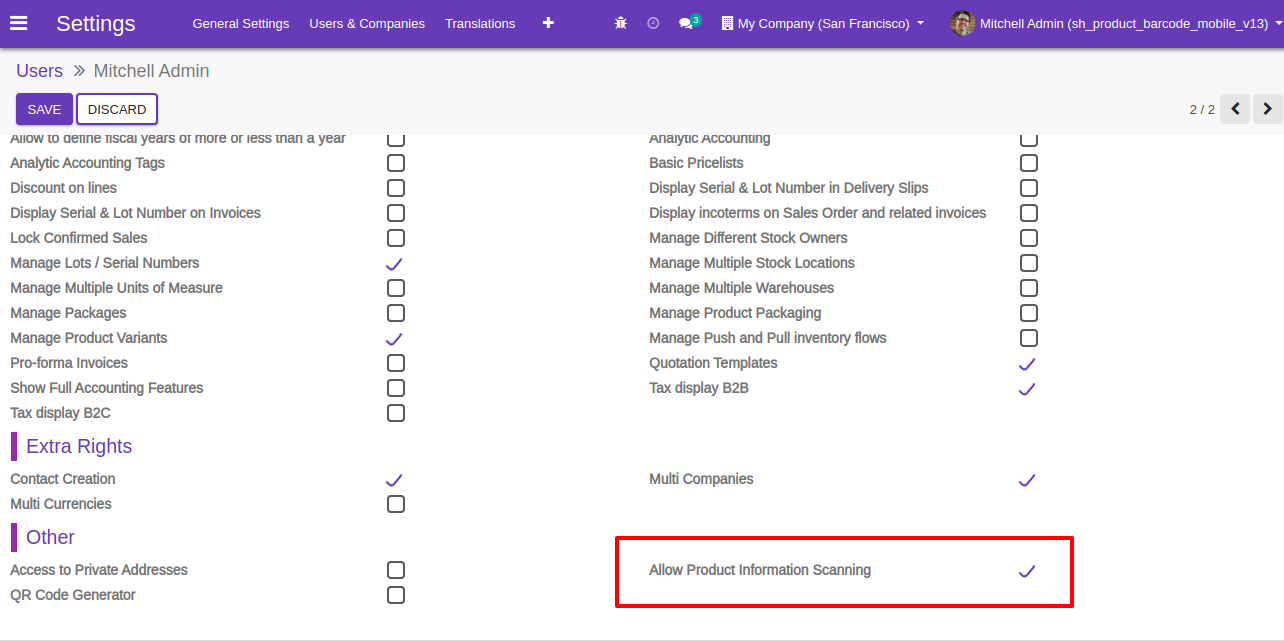 Settings General Settings Users & Companies Translations 3 My Company (San Francisco) Mitchell Admin (sh_product_barcode_mobile_v13)
Users » Mitchell Admin
SAVE DISCARD 2 / 2
Allow to define fiscal years of more or less than a year Analytic Accounting
Analytic Accounting Tags Basic Pricelists
Discount on lines Display Serial & Lot Number in Delivery Slips
Display Serial & Lot Number on Invoices Display incoterms on Sales Order and related invoices
Lock Confirmed Sales Manage Different Stock Owners
Manage Lots / Serial Numbers Manage Multiple Stock Locations
Manage Multiple Units of Measure Manage Multiple Warehouses
Manage Packages Manage Product Packaging
Manage Product Variants Manage Push and Pull inventory flows
Pro-forma Invoices Quotation Templates
Show Full Accounting Features Tax display B2B
Tax display B2C
Extra Rights
Contact Creation Multi Companies
Multi Currencies
Other
Access to Private Addresses Allow Product Information Scanning
QR Code Generator